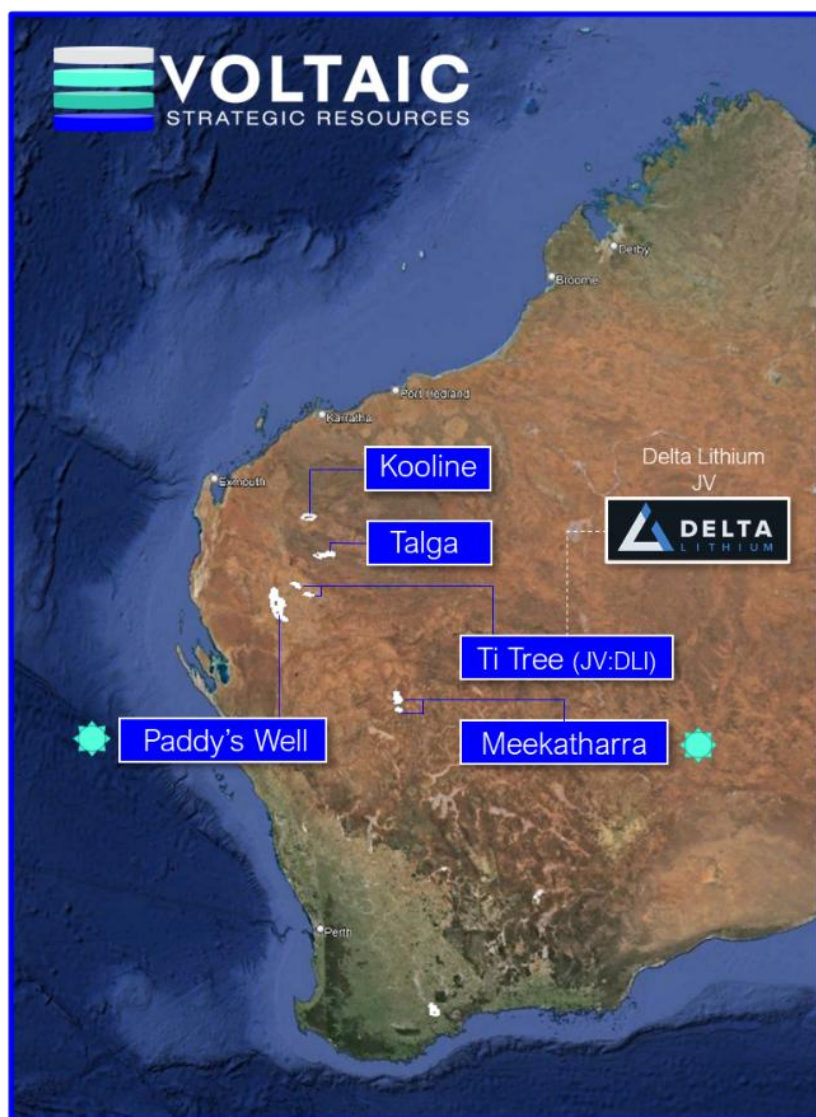 VOLTAIC
STRATEGIC RESOURCES
Derby
Broome
Port Hedland
Karratha
Exmouth
Kooline
Delta Lithium
JV
DELTA
LITHIUM
Talga
Ti Tree (JV:DLI)
Paddy's Well
Meekatharra
Perth